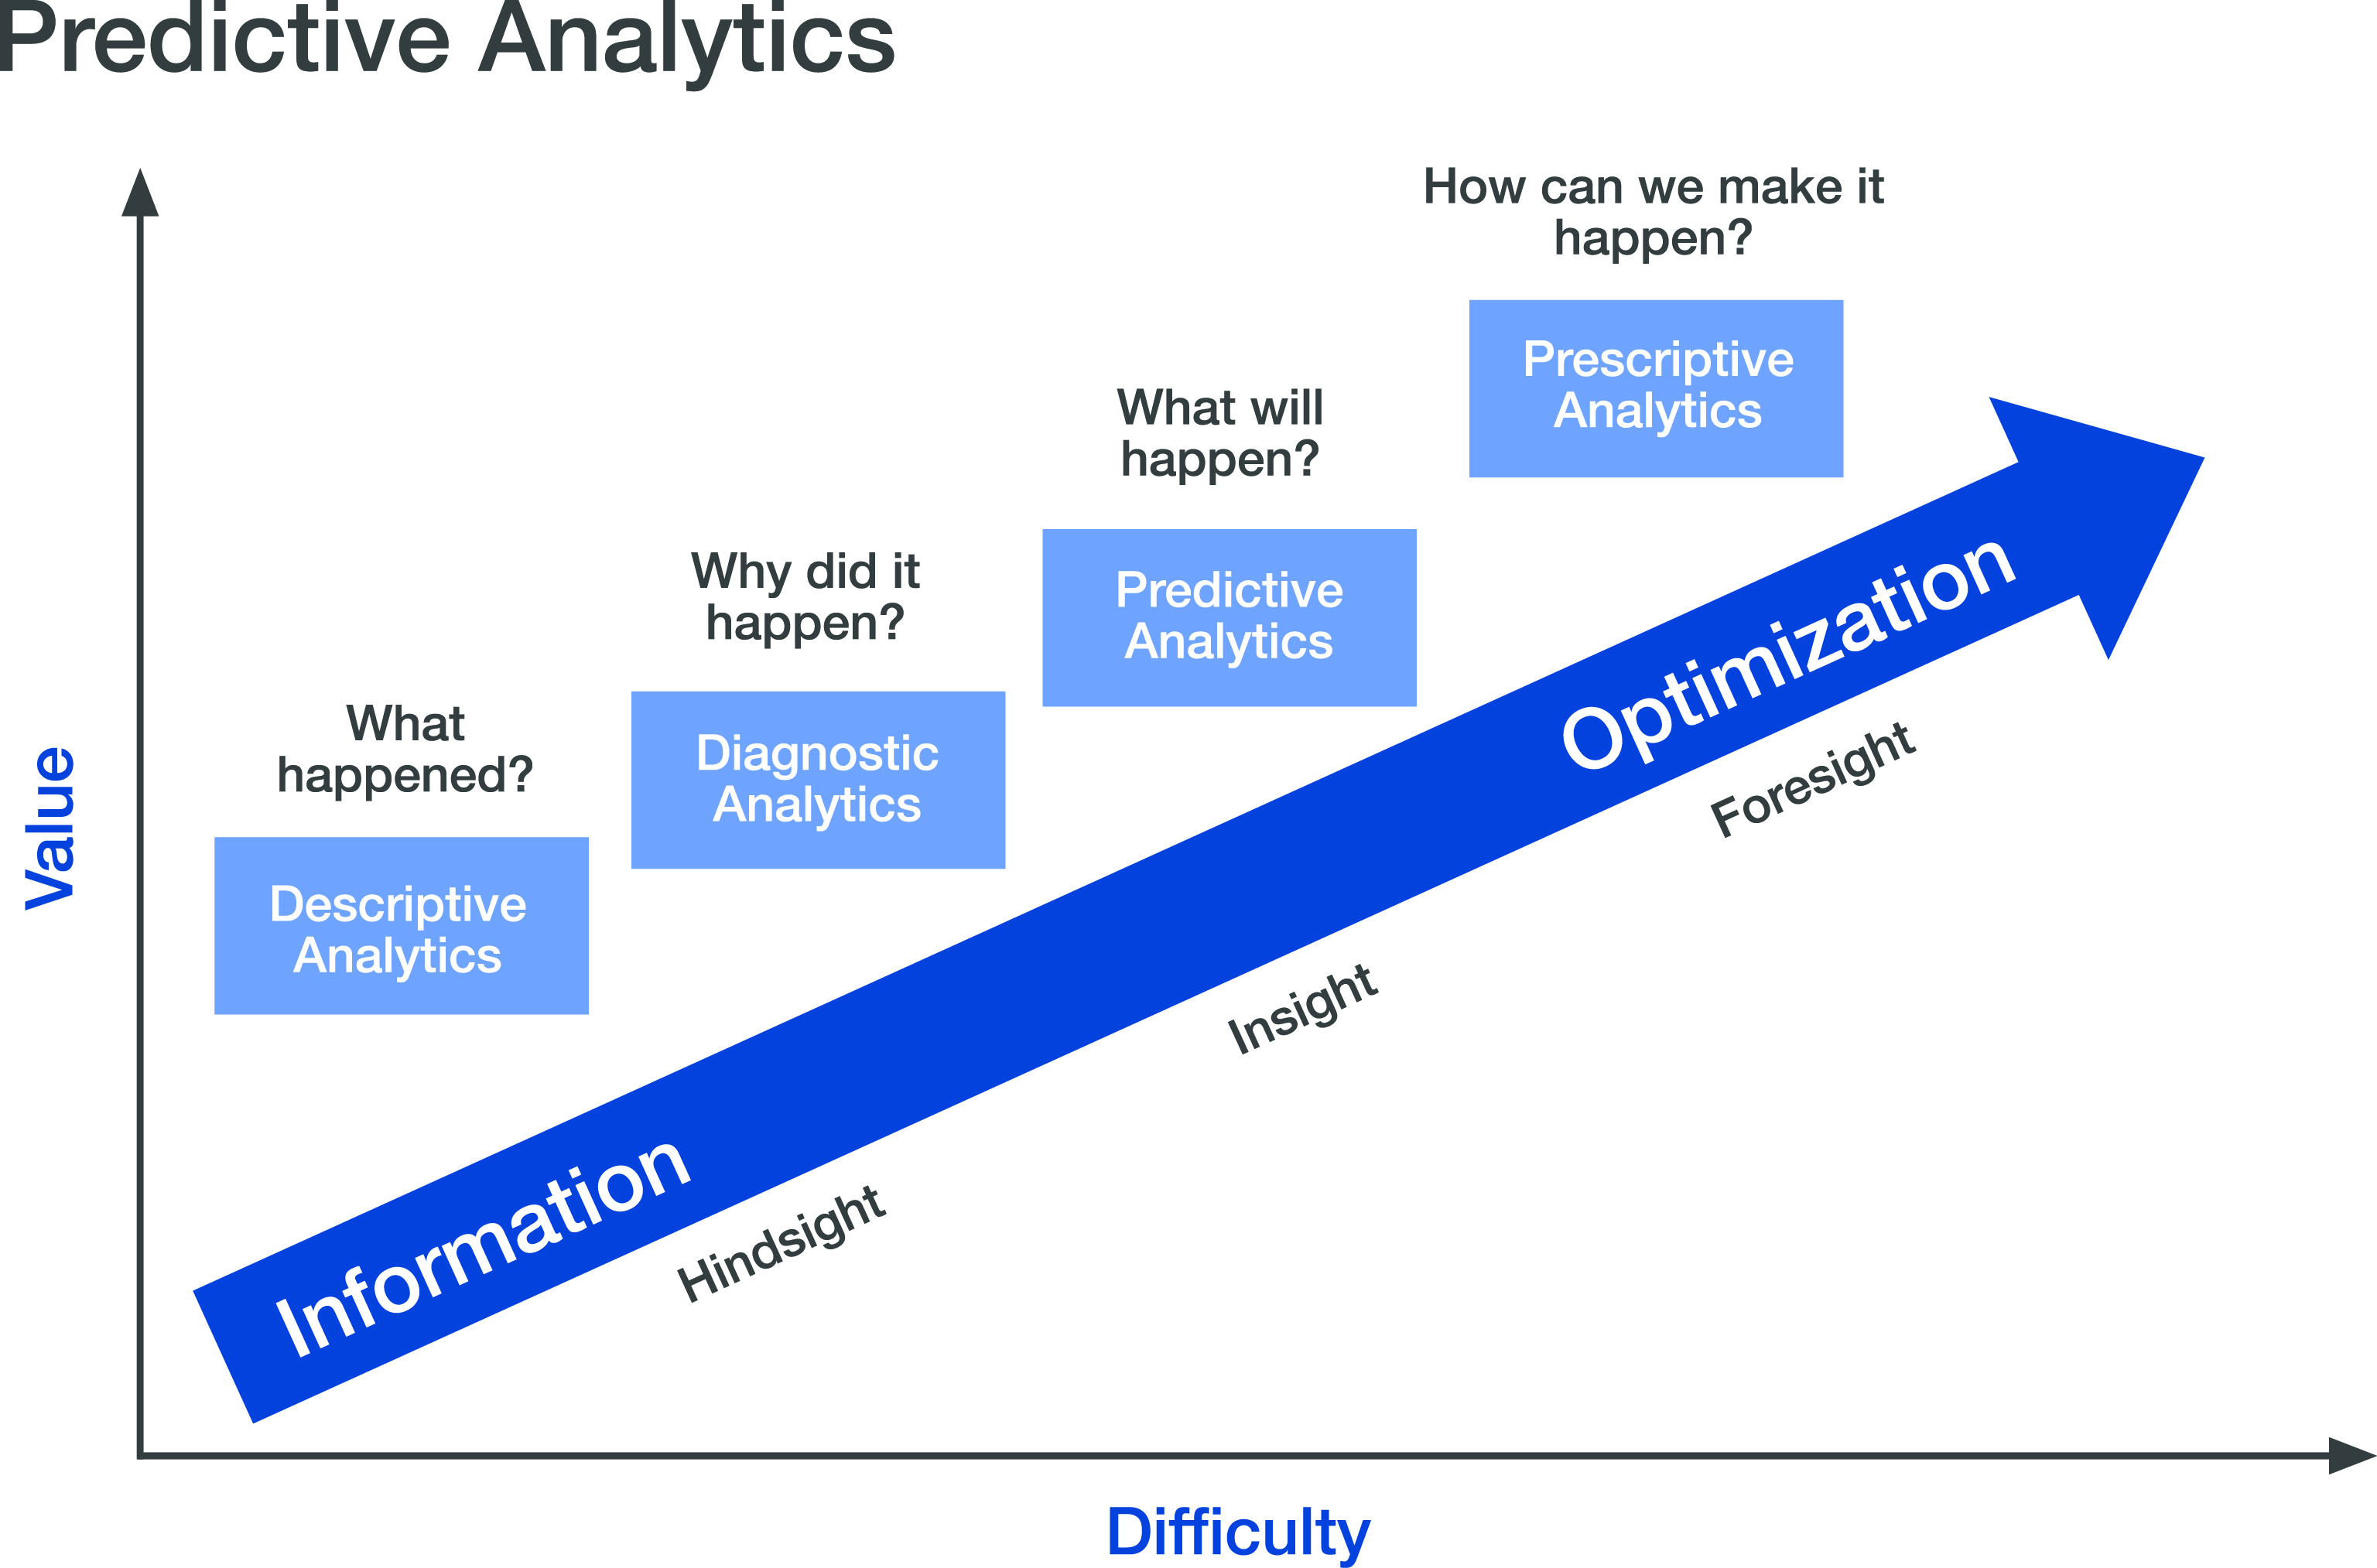 Predictive Analytics
How can we make it
happen?
Prescriptive
Analytics
What will
happen?
Predictive
Analytics
Why did it
happen?
Diagnostic
Analytics
What
happened?
Descriptive
Analytics
Value
Information
Optimization
Hindsight
Insight
Foresight
Difficulty